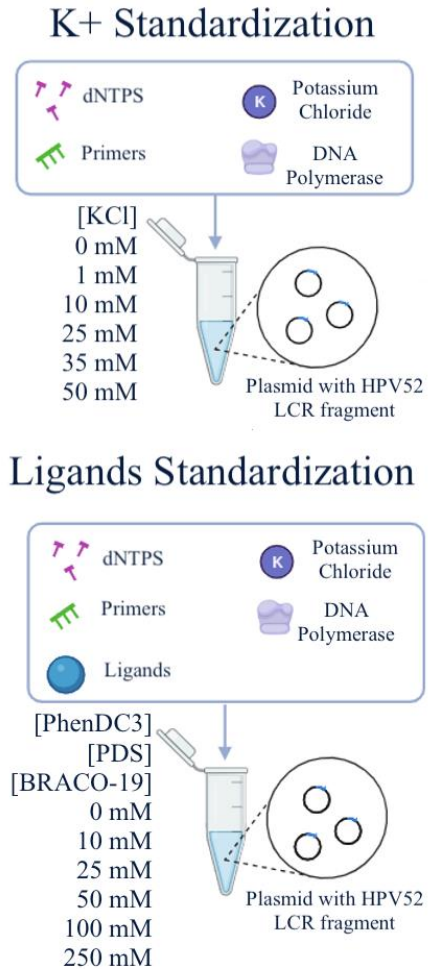 K+ Standardization
dNTPS
Potassium
Chloride
K
Primers
DNA
Polymerase
[KCl]
0 mM
1 mM
10 mM
25 mM
35 mM
50 mM
Plasmid with HPV52
LCR fragment
Ligands Standardization
dNTPS
Potassium
Chloride
K
Primers
DNA
Polymerase
Ligands
[PhenDC3]
[PDS]
[BRACO-19]
0 mM
10 mM
25 mM
50 mM
100 mM
250 mM
Plasmid with HPV52
LCR fragment